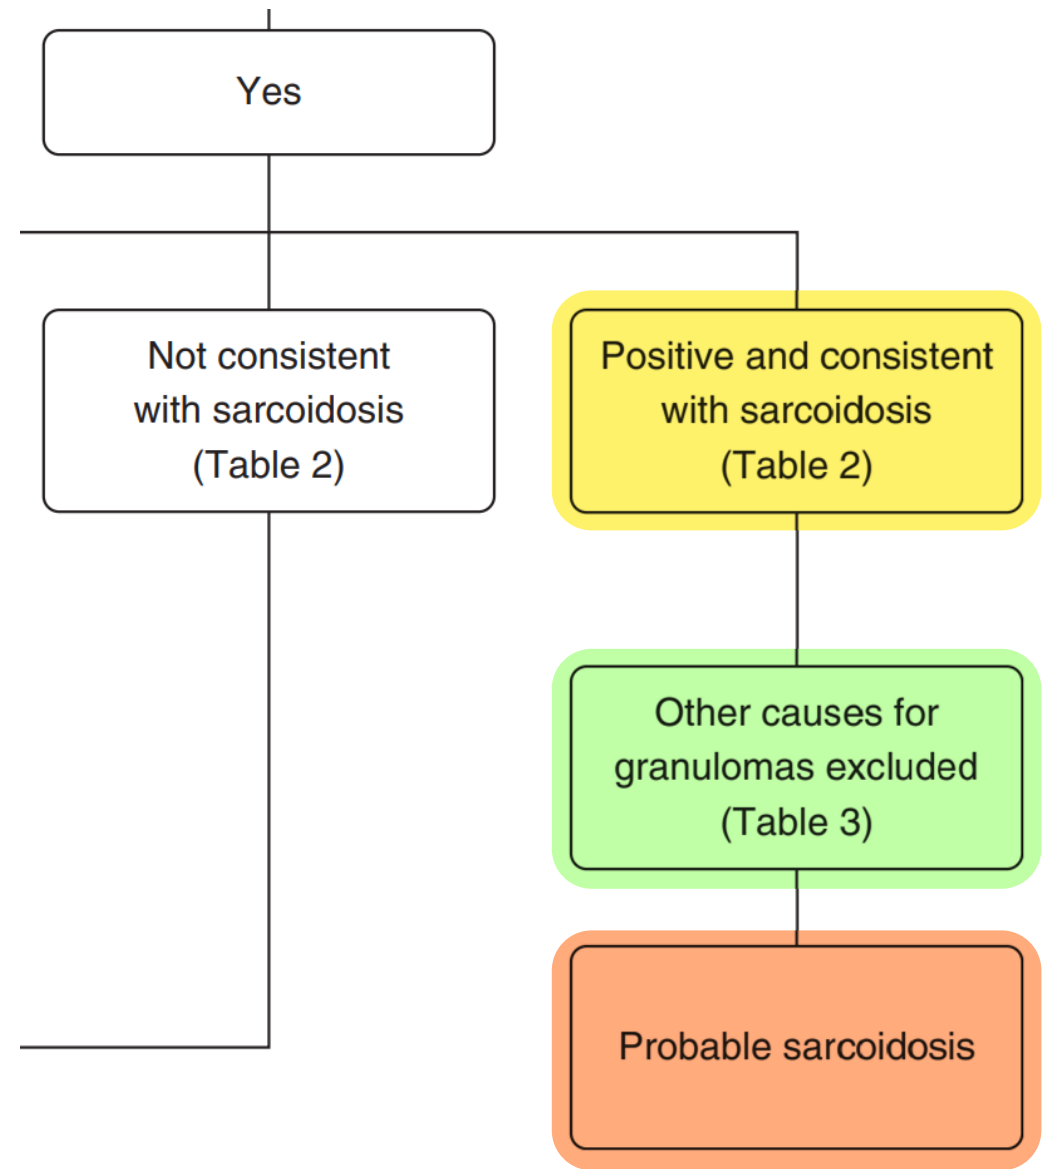 Yes
Not consistent
with sarcoidosis
(Table 2)
Positive and consistent
with sarcoidosis
(Table 2)
Other causes for
granulomas excluded
(Table 3)
Probable sarcoidosis